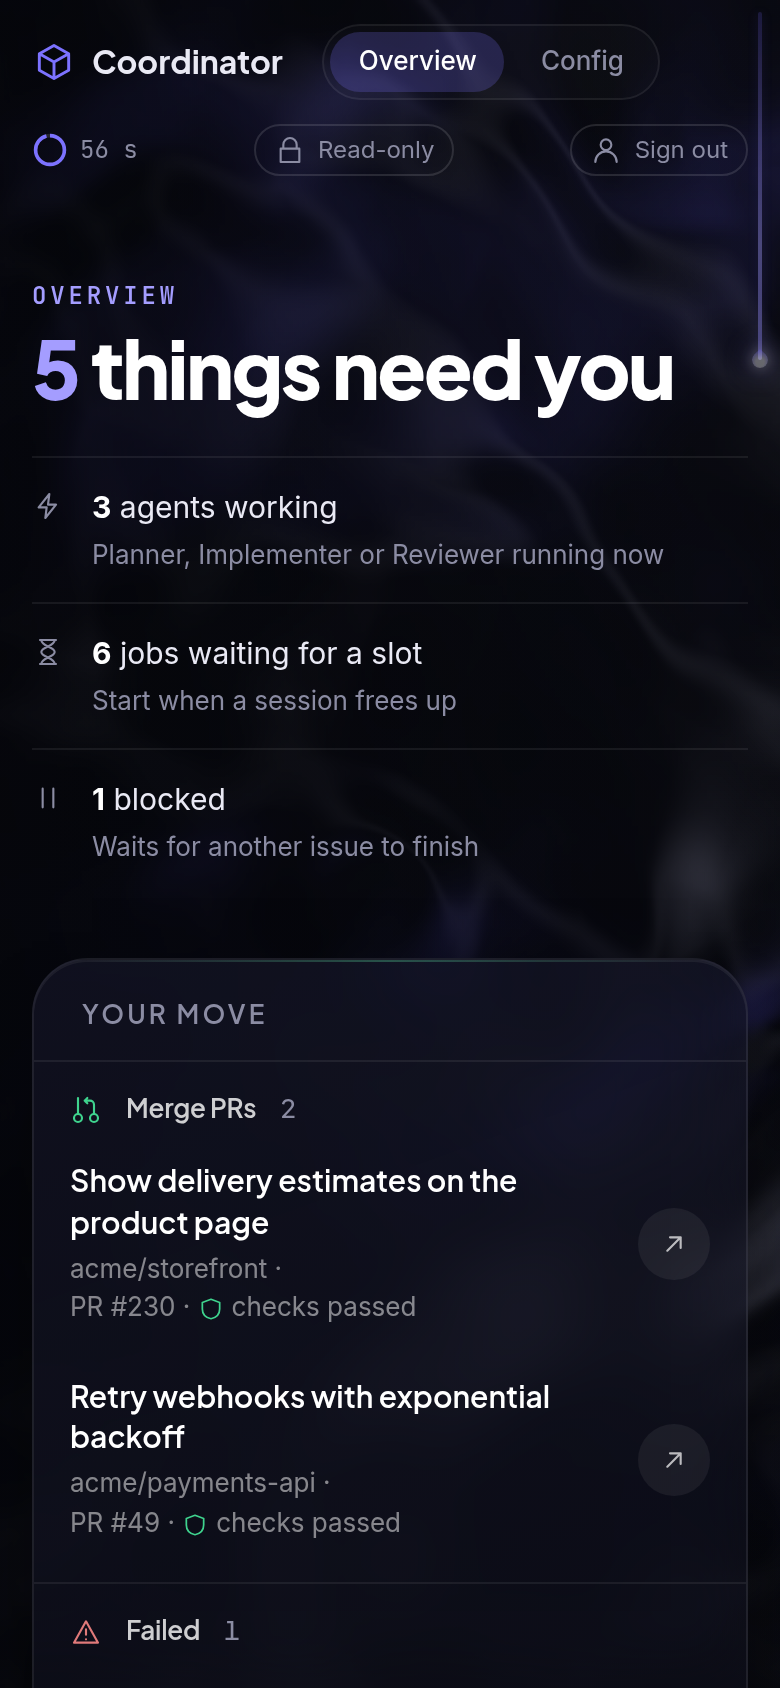 Coordinator
Overview
Config
56 s
Read-only
Sign out
OVERVIEW
5 things need you
3 agents working
Planner, Implementer or Reviewer running now
6 jobs waiting for a slot
Start when a session frees up
1 blocked
Waits for another issue to finish
YOUR MOVE
Merge PRs 2
Show delivery estimates on the
product page
acme/storefront ·
PR #230 · checks passed
Retry webhooks with exponential
backoff
acme/payments-api ·
PR #49 · checks passed
Failed 1